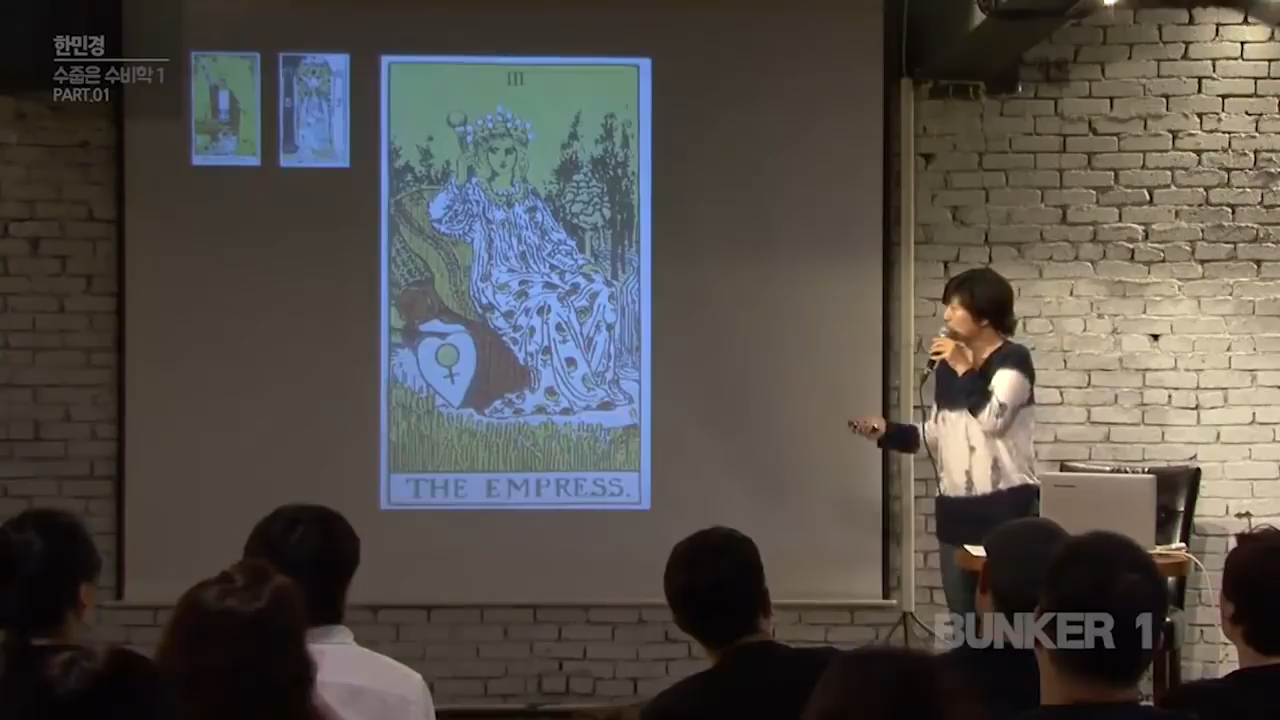 한민경
수줍은 수비학 1
PART.01
III
THE EMPRESS.
BUNKER 1